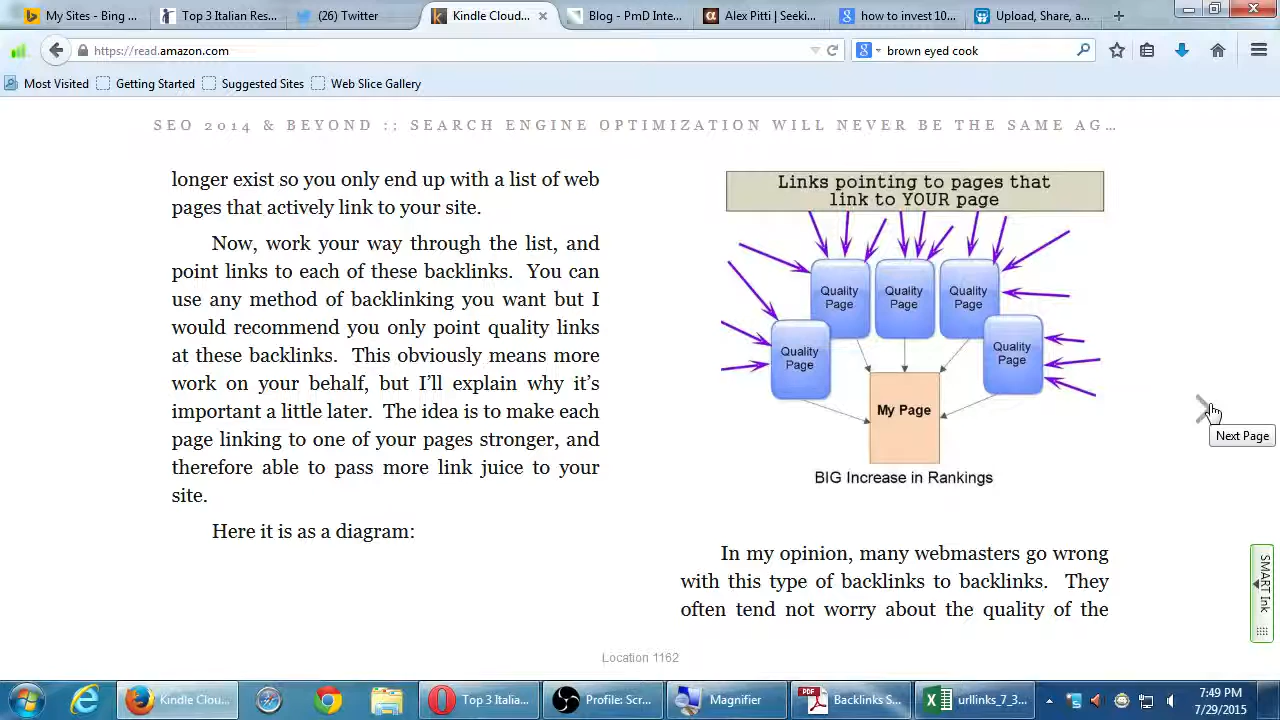 My Sites - Bing ...
Top 3 Italian Res...
(26) Twitter
Kindle Cloud...
Blog - PmD Inte...
Alex Pitti | Seeki...
how to invest 10...
Upload, Share, a...
https://read.amazon.com
brown eyed cook
Most Visited
Getting Started
Suggested Sites
Web Slice Gallery
SEO 2014 & BEYOND :: SEARCH ENGINE OPTIMIZATION WILL NEVER BE THE SAME AG...
longer exist so you only end up with a list of web
pages that actively link to your site.
Now, work your way through the list, and
point links to each of these backlinks. You can
use any method of backlinking you want but I
would recommend you only point quality links
at these backlinks. This obviously means more
work on your behalf, but I'll explain why it's
important a little later. The idea is to make each
page linking to one of your pages stronger, and
therefore able to pass more link juice to your
site.
Here it is as a diagram:
Links pointing to pages that
link to YOUR page
Quality
Page
Quality
Page
Quality
Page
Quality
Page
Quality
Page
My Page
BIG Increase in Rankings
In my opinion, many webmasters go wrong
with this type of backlinks to backlinks. They
often tend not worry about the quality of the
Next Page
SMART Ink
Location 1162
Kindle Clou...
Top 3 Italia...
Profile: Scr...
Magnifier
Backlinks S...
urllinks_7_3...
7:49 PM
7/29/2015